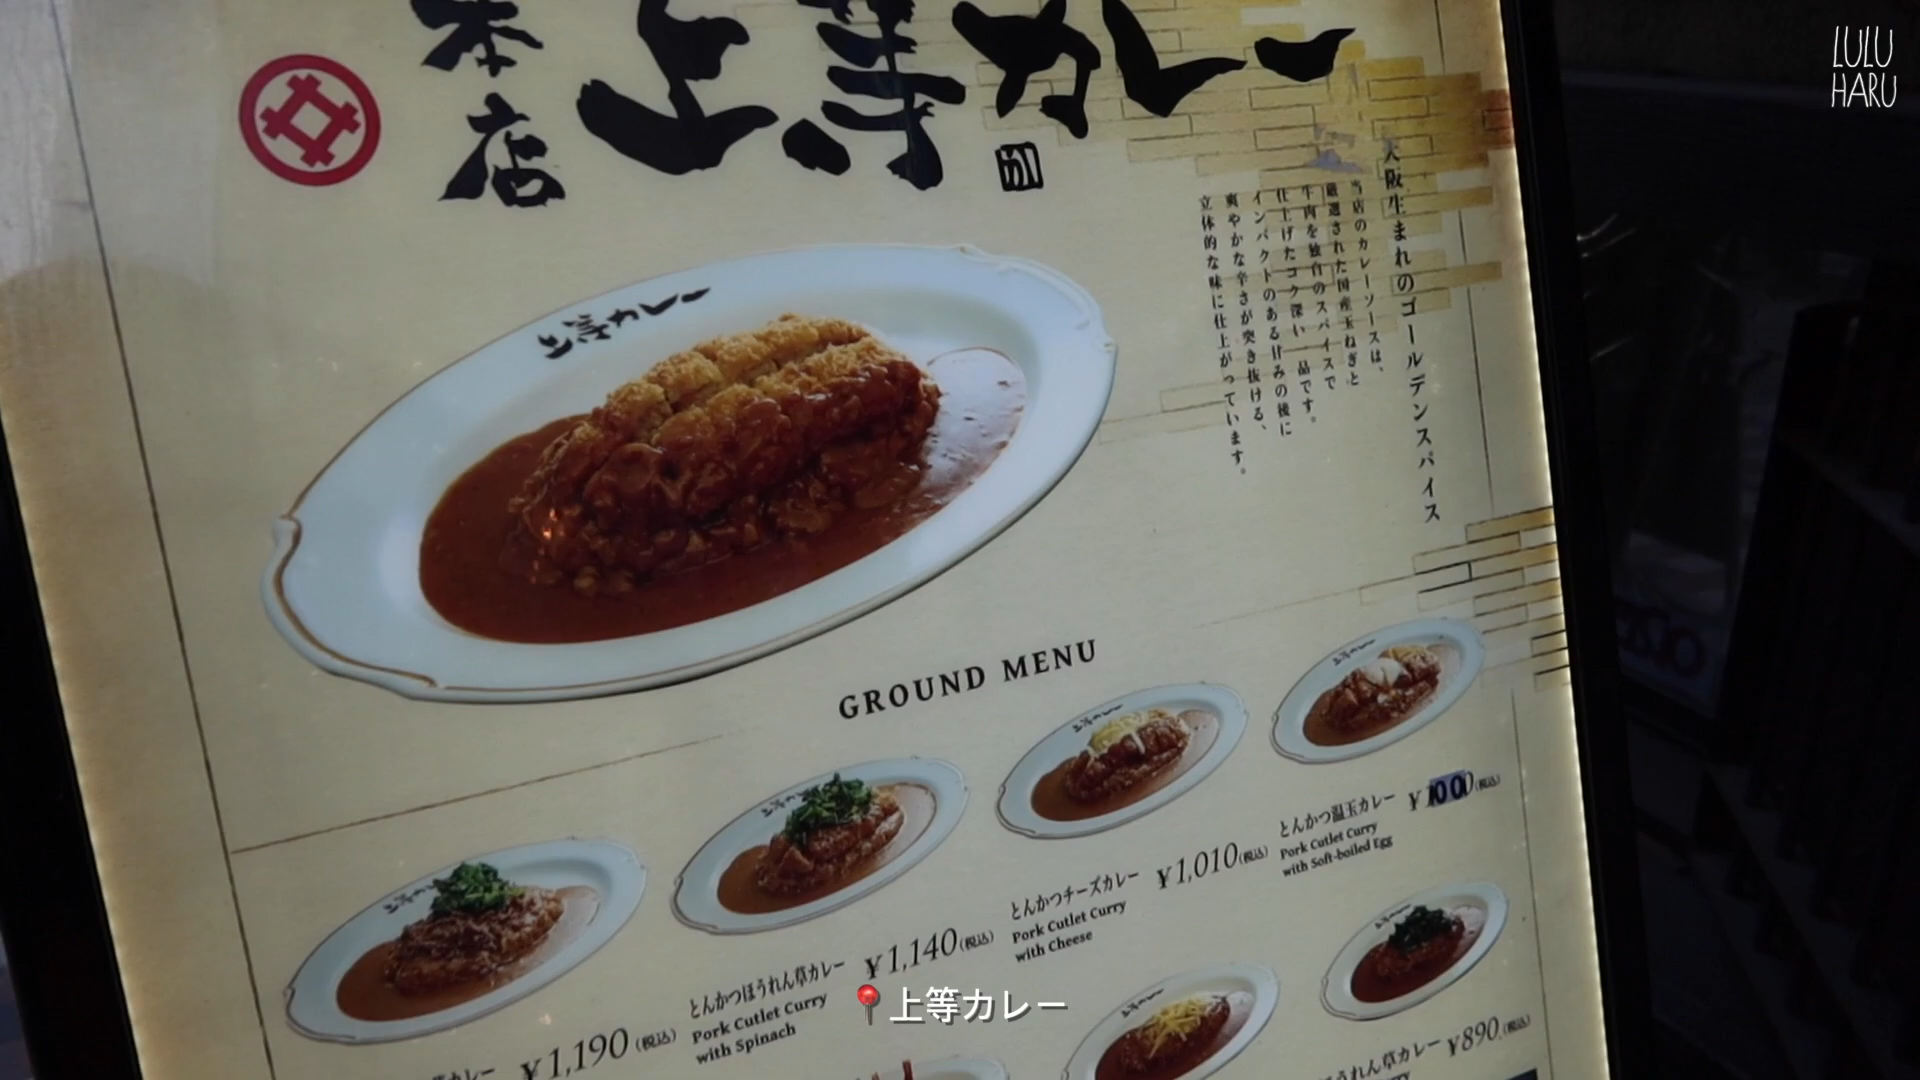 LULU
HARU
本店
上等カレー
上等カレー
大阪生まれのゴールデンスパイス
当店のカレーソースは、
厳選された国産玉ねぎと
牛肉を独自のスパイスで
仕上げたコク深い一品です。
インパクトのある甘みの後に
爽やかな辛さが突き抜ける、
立体的な味に仕上がっています。
GROUND MENU
とんかつ温玉カレー
Pork Cutlet Curry
with Soft-boiled Egg
とんかつチーズカレー ¥1,010(税込)
Pork Cutlet Curry
with Cheese
とんかつほうれん草カレー ¥1,140(税込)
Pork Cutlet Curry
with Spinach
カレー ¥1,190(税込)
うれん草カレー ¥890(税込)
上等カレー